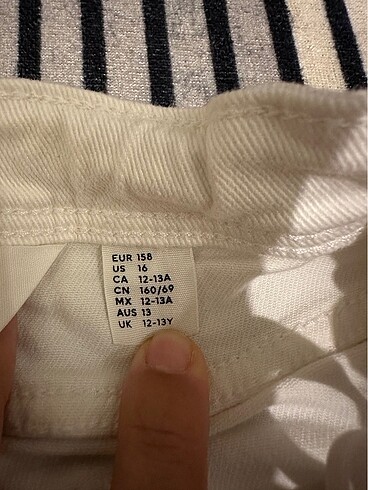 EUR 158
US 16
CA 12-13A
CN 160/69
MX 12-13A
AUS 13
UK 12-13Y